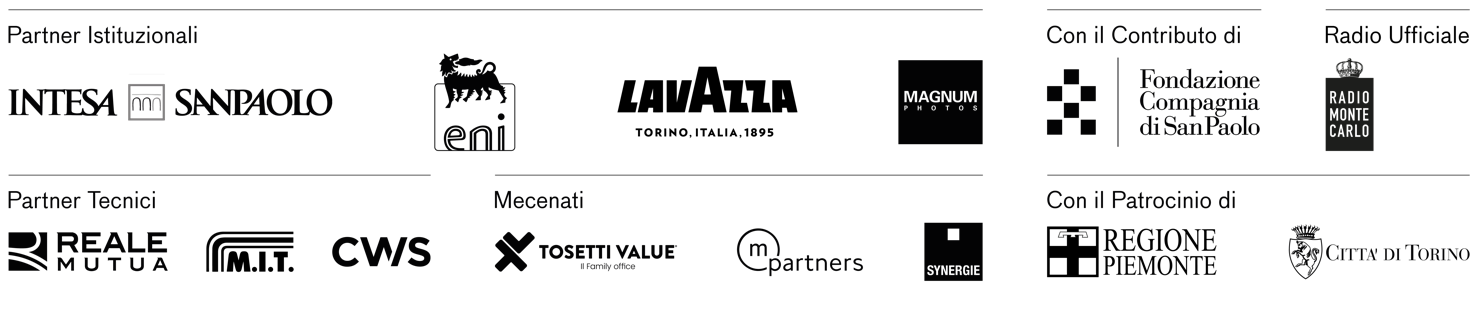 Partner Istituzionali
INTESA SANPAOLO
eni
LAVAZZA
TORINO, ITALIA, 1895
MAGNUM
PHOTOS
Con il Contributo di
Fondazione
Compagnia
di San Paolo
Radio Ufficiale
RADIO
MONTE
CARLO
Partner Tecnici
REALE
MUTUA
M.I.T.
CWS
Mecenati
TOSETTI VALUE
Il Family office
m
partners
SYNERGIE
Con il Patrocinio di
REGIONE
PIEMONTE
CITTA' DI TORINO